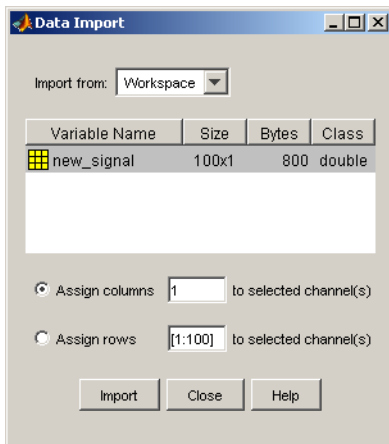 Data Import
Import from: Workspace
Variable Name Size Bytes Class
new_signal 100x1 800 double
Assign columns 1 to selected channel(s)
Assign rows [1:100] to selected channel(s)
Import Close Help